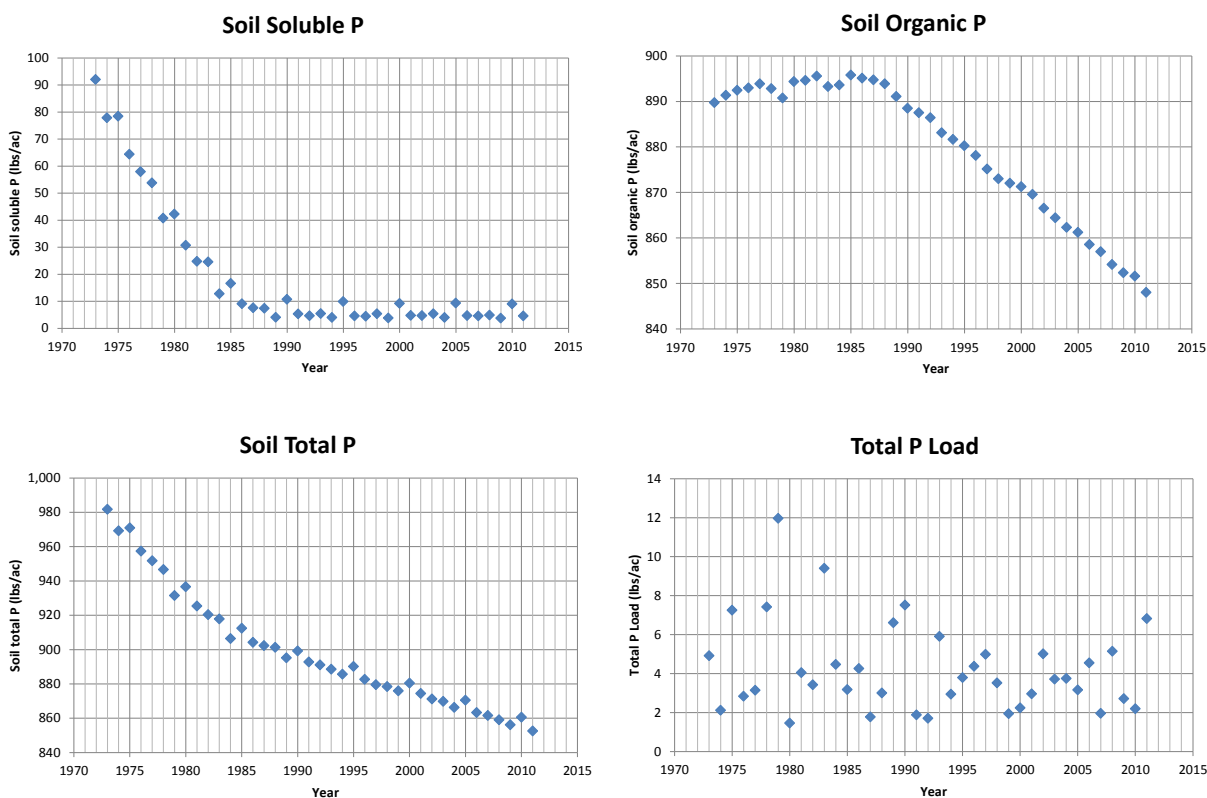 Soil Soluble P
100
90
80
70
60
50
40
30
20
10
0
Soil soluble P (lbs/ac)
1970 1975 1980 1985 1990 1995 2000 2005 2010 2015
Year
Soil Organic P
900
890
880
870
860
850
840
Soil organic P (lbs/ac)
1970 1975 1980 1985 1990 1995 2000 2005 2010 2015
Year
Soil Total P
1,000
980
960
940
920
900
880
860
840
Soil total P (lbs/ac)
1970 1975 1980 1985 1990 1995 2000 2005 2010 2015
Year
Total P Load
14
12
10
8
6
4
2
0
Total P Load (lbs/ac)
1970 1975 1980 1985 1990 1995 2000 2005 2010 2015
Year